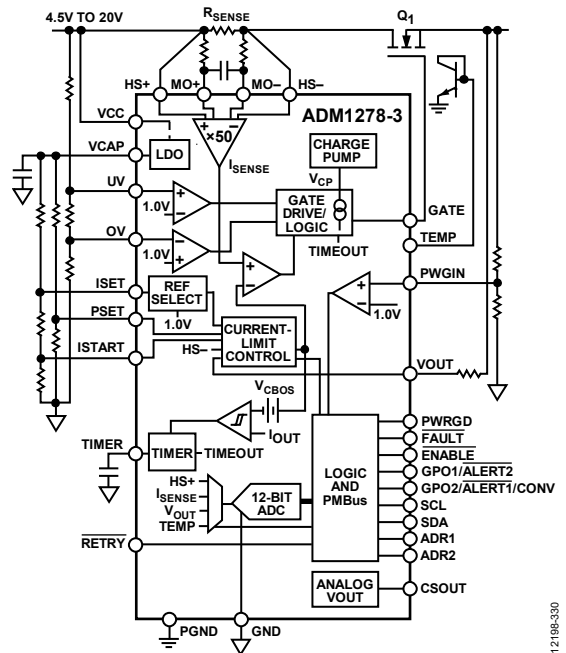 4.5V TO 20V
RSENSE
Q1
HS+
MO+
MO–
HS–
ADM1278-3
VCC
VCAP
LDO
+ –
×50
ISENSE
CHARGE
PUMP
VCP
UV
+
1.0V –
GATE
DRIVE/
LOGIC
TIMEOUT
GATE
TEMP
OV
–
1.0V +
+
–
PWGIN
+
– 1.0V
ISET
REF
SELECT
1.0V
PSET
CURRENT-
LIMIT
CONTROL
HS–
ISTART
VOUT
VCBOS
IOUT
TIMER
TIMER
TIMEOUT
PWRGD
FAULT
ENABLE
GPO1/ALERT2
GPO2/ALERT1/CONV
SCL
SDA
ADR1
ADR2
LOGIC
AND
PMBus
HS+
ISENSE
VOUT
TEMP
12-BIT
ADC
RETRY
ANALOG
VOUT
CSOUT
PGND
GND
12198-330